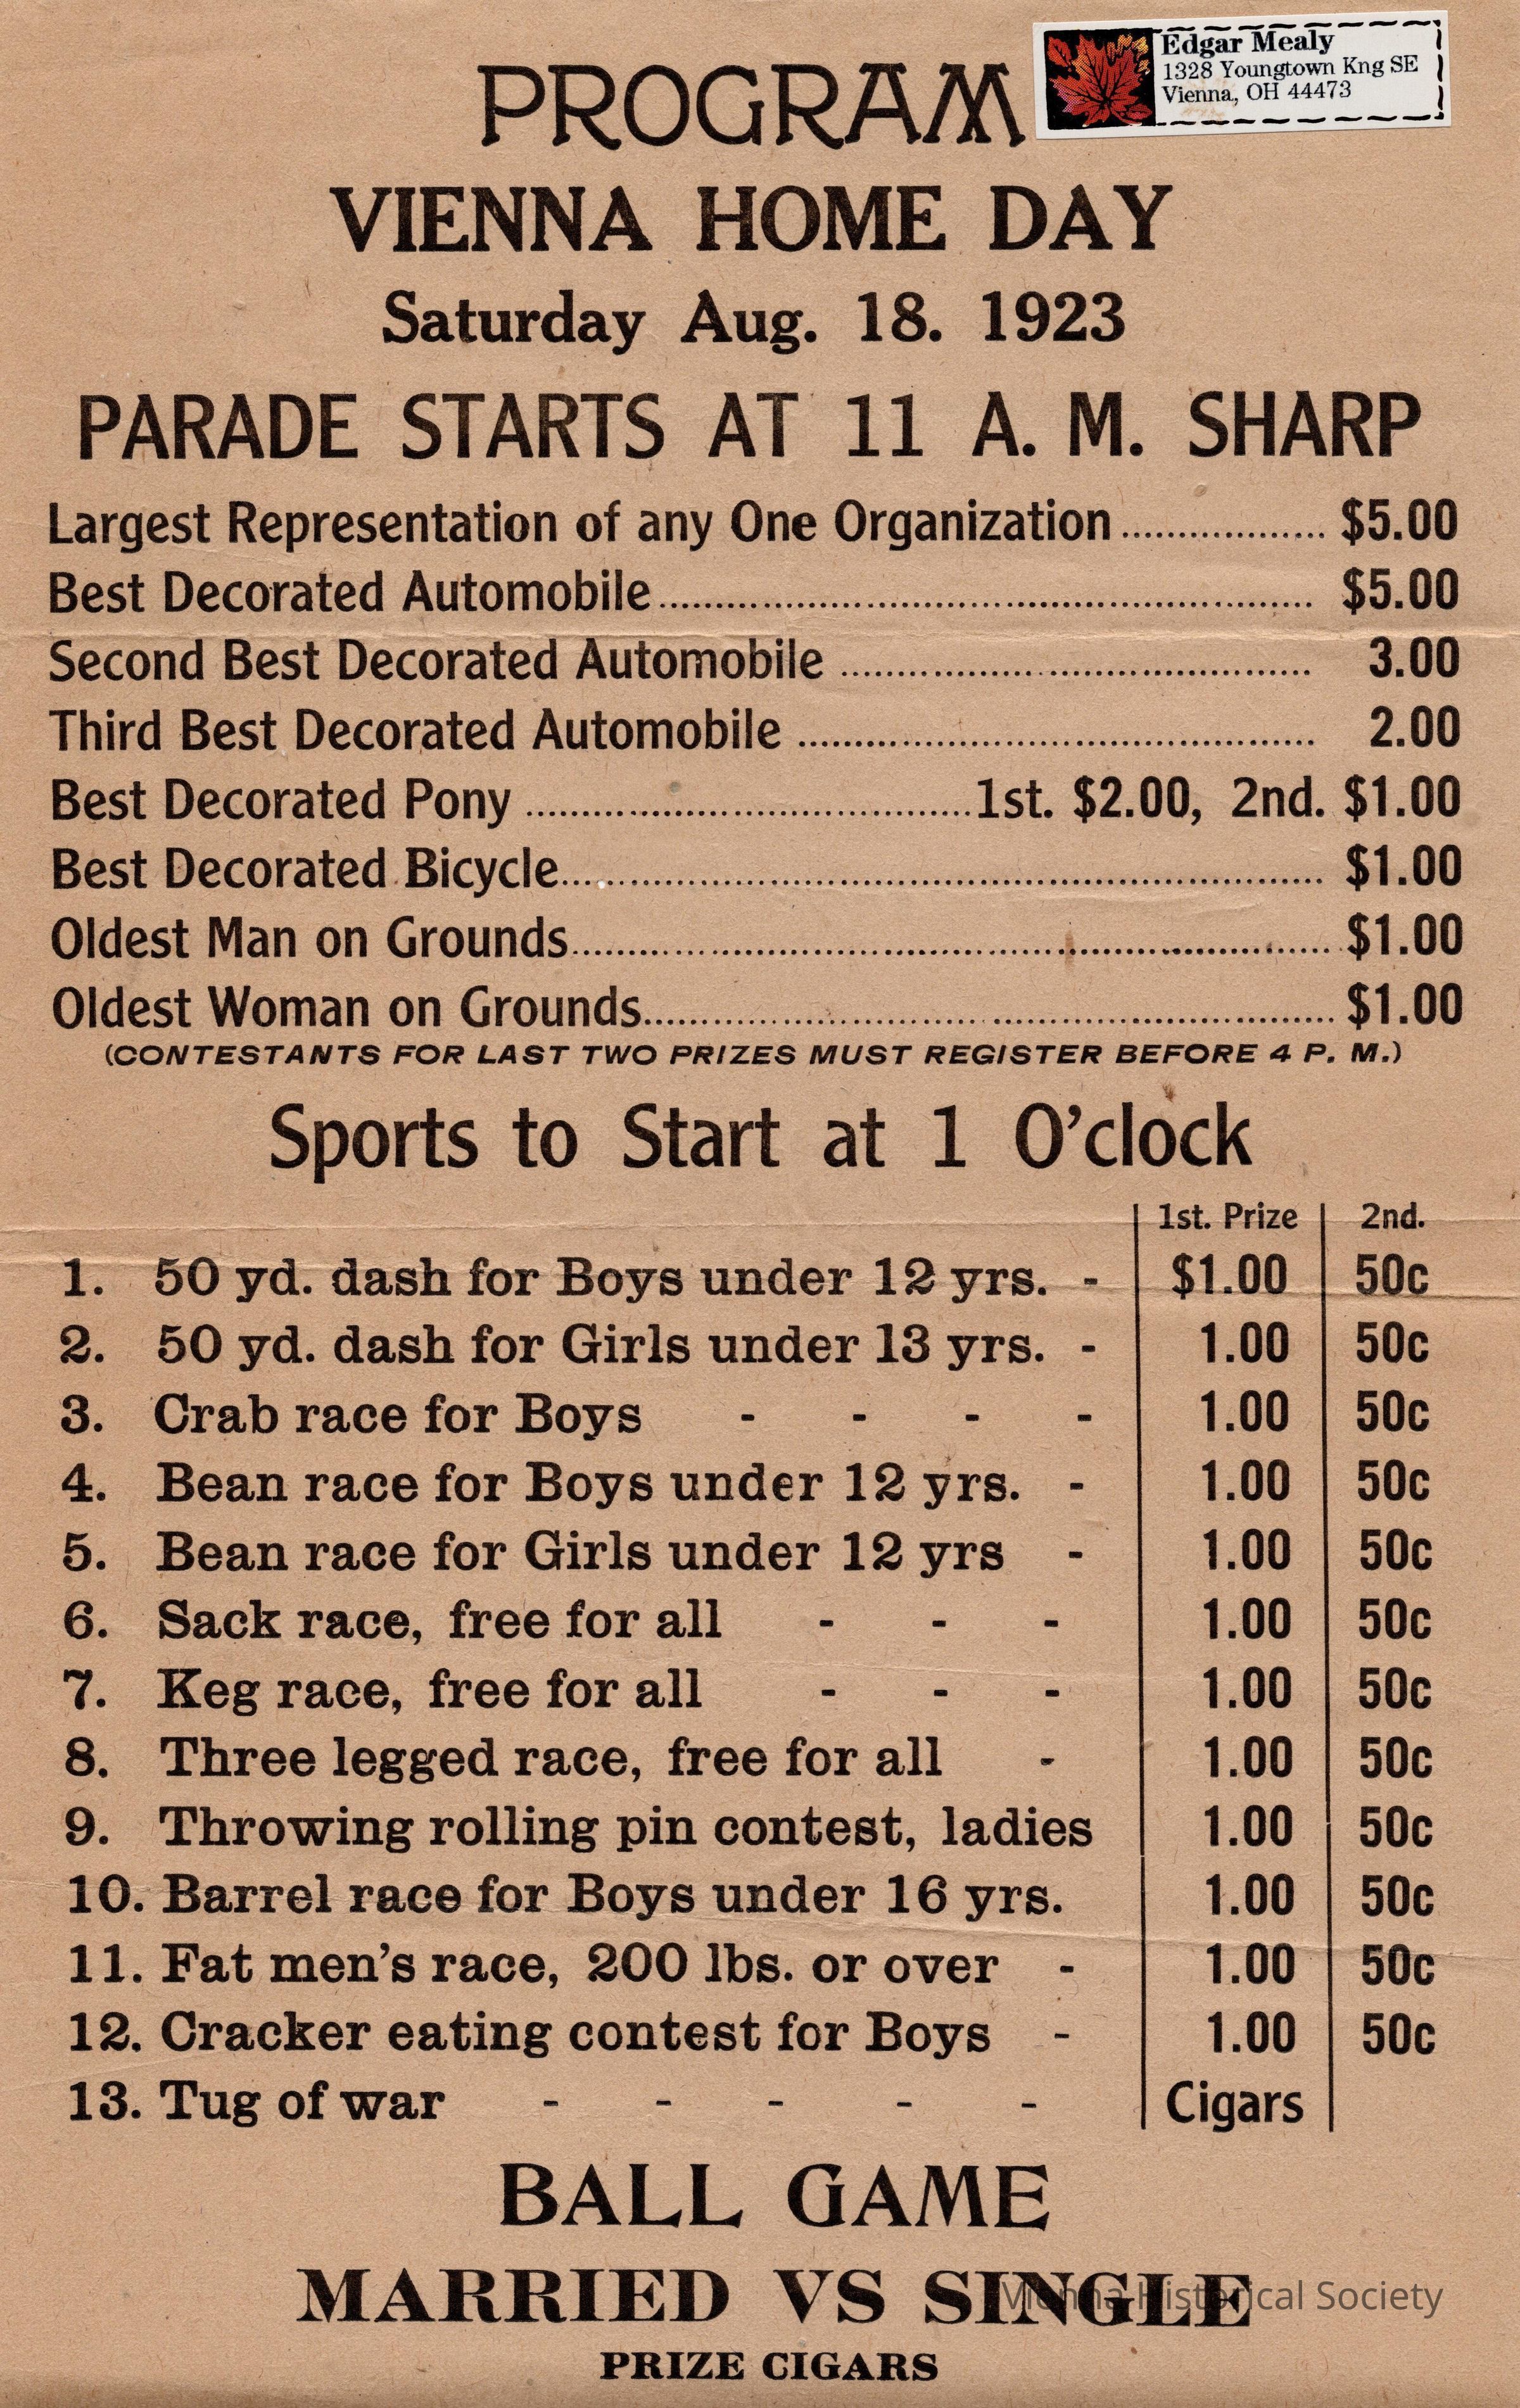 PROGRAM
Edgar Mealy
1328 Youngtown Kng SE
Vienna, OH 44473
VIENNA HOME DAY
Saturday Aug. 18. 1923
PARADE STARTS AT 11 A. M. SHARP
Largest Representation of any One Organization.................. $5.00
Best Decorated Automobile.......................................................... $5.00
Second Best Decorated Automobile .......................................... 3.00
Third Best Decorated Automobile .............................................. 2.00
Best Decorated Pony ........................................1st. $2.00, 2nd. $1.00
Best Decorated Bicycle.................................................................... $1.00
Oldest Man on Grounds.................................................................... $1.00
Oldest Woman on Grounds.............................................................. $1.00
(CONTESTANTS FOR LAST TWO PRIZES MUST REGISTER BEFORE 4 P. M.)
Sports to Start at 1 O'clock
1st. Prize 2nd.
1. 50 yd. dash for Boys under 12 yrs. - $1.00 50c
2. 50 yd. dash for Girls under 13 yrs. - 1.00 50c
3. Crab race for Boys - - - - 1.00 50c
4. Bean race for Boys under 12 yrs. - 1.00 50c
5. Bean race for Girls under 12 yrs - 1.00 50c
6. Sack race, free for all - - - 1.00 50c
7. Keg race, free for all - - - 1.00 50c
8. Three legged race, free for all - 1.00 50c
9. Throwing rolling pin contest, ladies 1.00 50c
10. Barrel race for Boys under 16 yrs. 1.00 50c
11. Fat men's race, 200 lbs. or over - 1.00 50c
12. Cracker eating contest for Boys - 1.00 50c
13. Tug of war - - - - - Cigars
BALL GAME
MARRIED VS SINGLE
Vienna Historical Society
PRIZE CIGARS